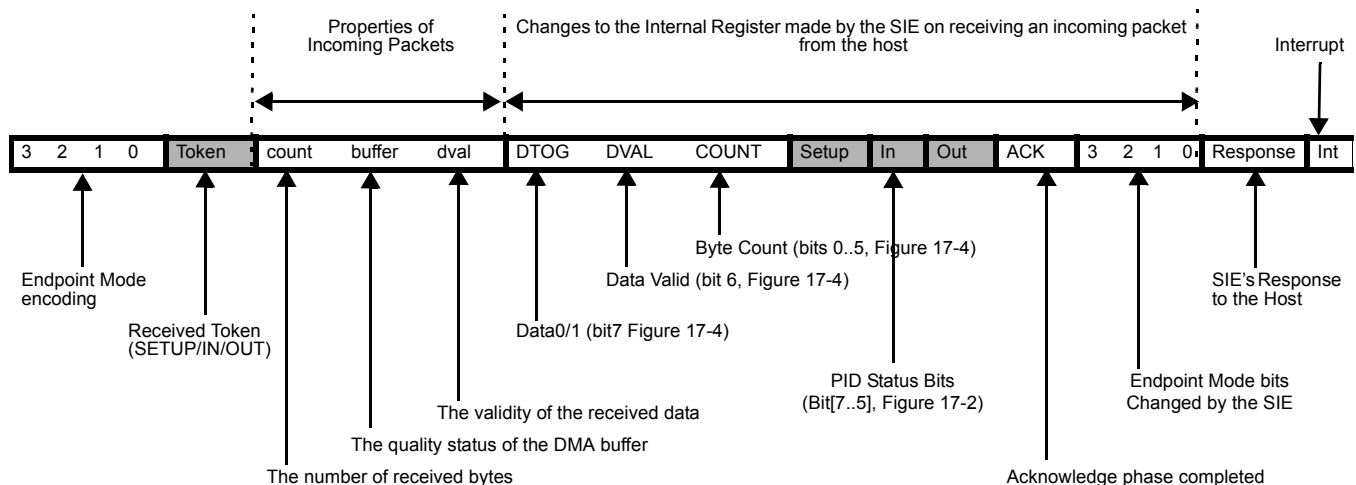 Properties of
Incoming Packets
Changes to the Internal Register made by the SIE on receiving an incoming packet
from the host
Interrupt
3 2 1 0 Token count buffer dval DTOG DVAL COUNT Setup In Out ACK 3 2 1 0 Response Int
Byte Count (bits 0..5, Figure 17-4)
Endpoint Mode
encoding
Data Valid (bit 6, Figure 17-4)
SIE's Response
to the Host
Received Token
(SETUP/IN/OUT)
Data0/1 (bit7 Figure 17-4)
PID Status Bits
(Bit[7..5], Figure 17-2)
Endpoint Mode bits
Changed by the SIE
The validity of the received data
The quality status of the DMA buffer
The number of received bytes
Acknowledge phase completed